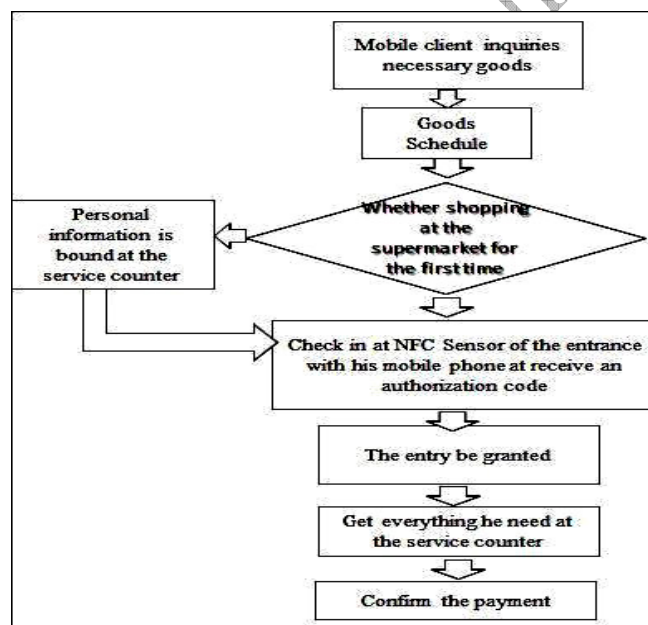 Mobile client inquiries
necessary goods
Goods
Schedule
Whether shopping
at the
supermarket for
the first time
Personal
information is
bound at the
service counter
Check in at NFC Sensor of the entrance
with his mobile phone at receive an
authorization code
The entry be granted
Get everything he need at
the service counter
Confirm the payment